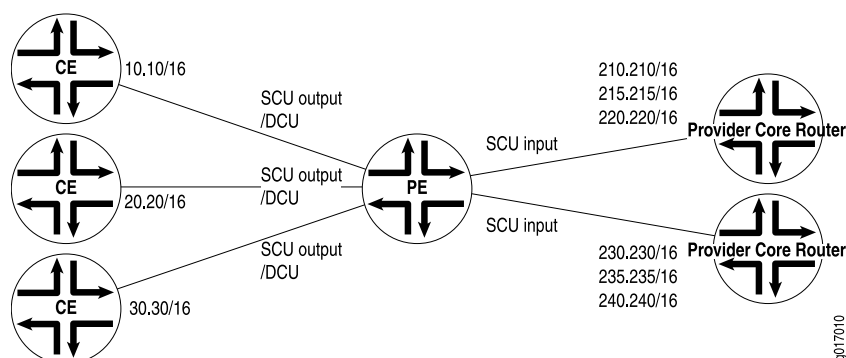 CE
10.10/16
SCU output
/DCU
CE
20.20/16
SCU output
/DCU
CE
30.30/16
SCU output
/DCU
PE
SCU input
SCU input
210.210/16
215.215/16
220.220/16
Provider Core Router
230.230/16
235.235/16
240.240/16
Provider Core Router
g017010